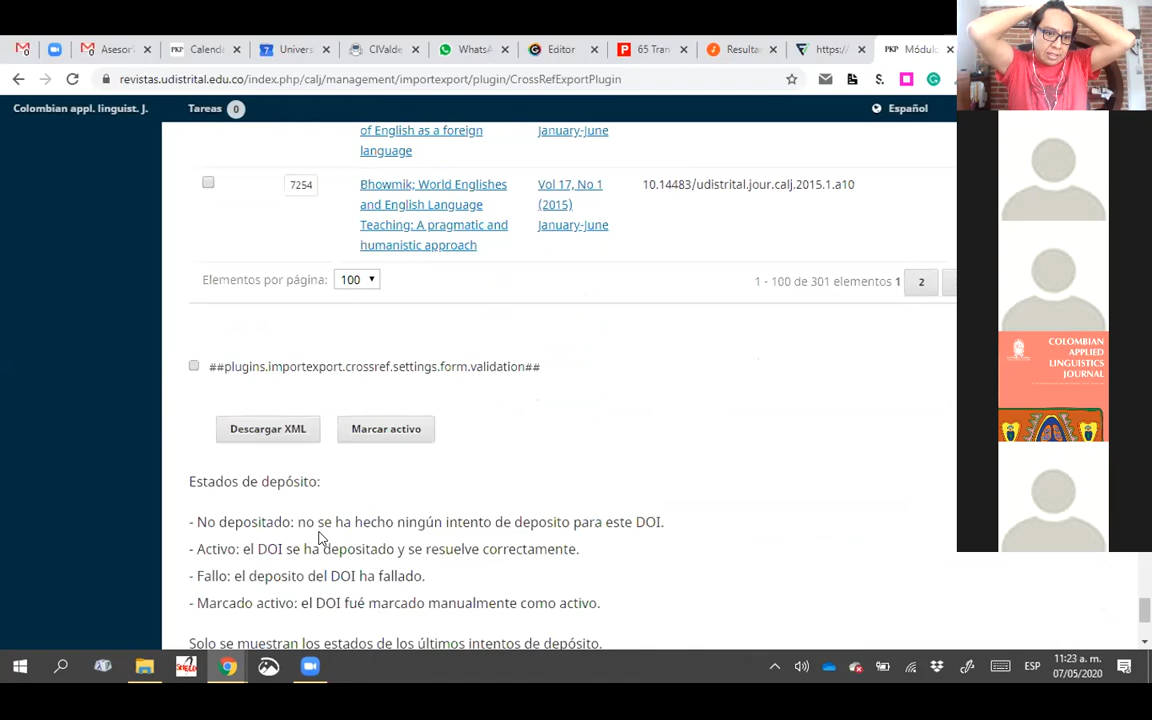 Asesor
PKP Calenda
Univers
CIValde
WhatsA
Editor
65 Tran
Resulta
https:/
PKP Módul
revistas.udistrital.edu.co/index.php/calj/management/importexport/plugin/CrossRefExportPlugin
Colombian appl. linguist. J.
Tareas 0
Español
of English as a foreign
language
January-June
7254
Bhowmik; World Englishes
and English Language
Teaching: A pragmatic and
humanistic approach
Vol 17, No 1
(2015)
January-June
10.14483/udistrital.jour.calj.2015.1.a10
Elementos por página: 100
1 - 100 de 301 elementos 1 2
##plugins.importexport.crossref.settings.form.validation##
Descargar XML
Marcar activo
Estados de depósito:
- No depositado: no se ha hecho ningún intento de deposito para este DOI.
- Activo: el DOI se ha depositado y se resuelve correctamente.
- Fallo: el deposito del DOI ha fallado.
- Marcado activo: el DOI fué marcado manualmente como activo.
Solo se muestran los estados de los últimos intentos de depósito.
COLOMBIAN
APPLIED
LINGUISTICS
JOURNAL
ESP
11:23 a. m.
07/05/2020